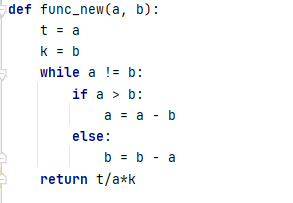 def func_new(a, b):
    t = a
    k = b
    while a != b:
        if a > b:
            a = a - b
        else:
            b = b - a
    return t/a*k